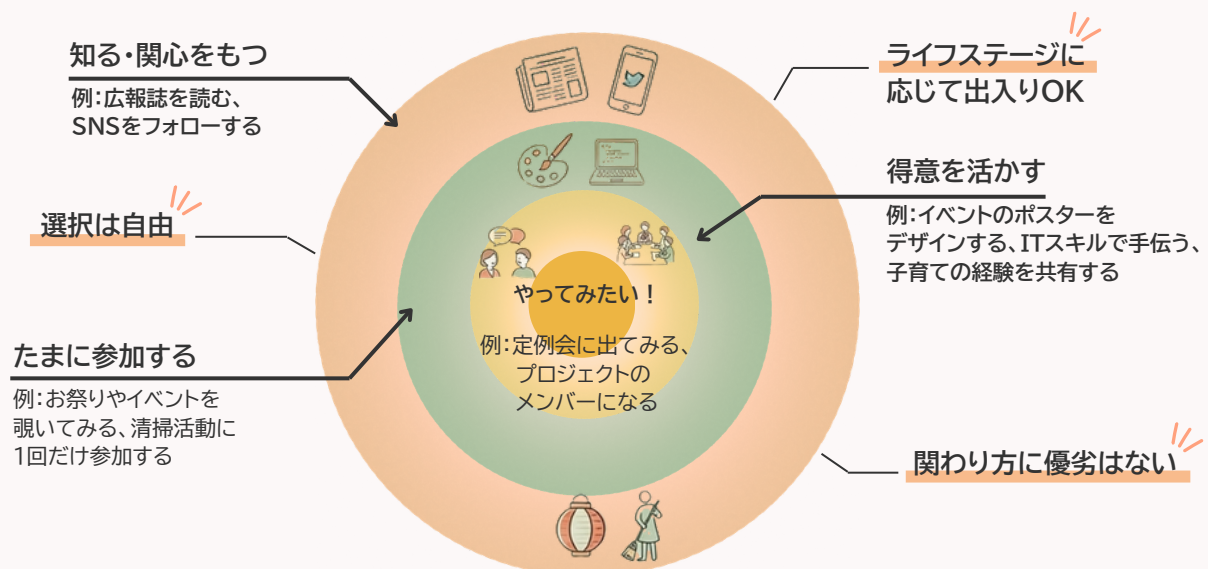 知る・関心をもつ
例：広報誌を読む、
SNSをフォローする
選択は自由
たまに参加する
例：お祭りやイベントを
覗いてみる、清掃活動に
1回だけ参加する
やってみたい！
例：定例会に出てみる、
プロジェクトの
メンバーになる
ライフステージに
応じて出入りOK
得意を活かす
例：イベントのポスターを
デザインする、ITスキルで手伝う、
子育ての経験を共有する
関わり方に優劣はない